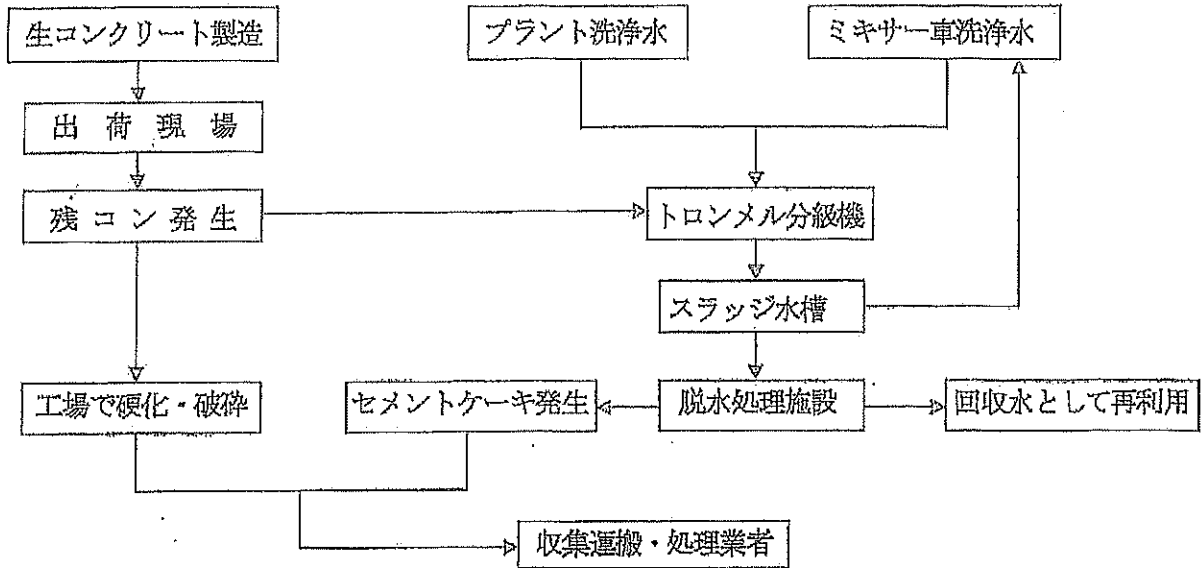 生コンクリート製造
プラント洗浄水
ミキサー車洗浄水
出荷現場
残コン発生
トロンメル分級機
スラッジ水槽
工場で硬化・破砕
セメントケーキ発生
脱水処理施設
回収水として再利用
収集運搬・処理業者